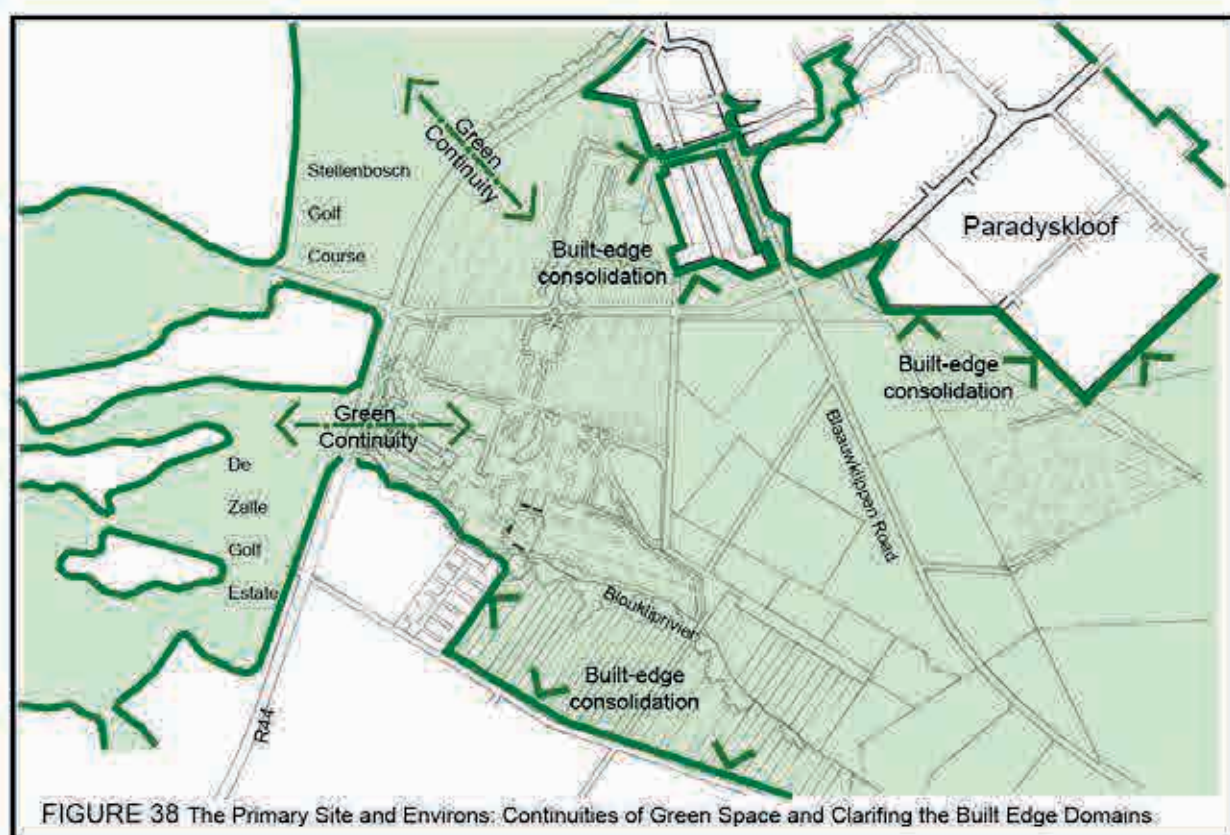 Green
Continuity
Stellenbosch
Golf
Course
Built-edge
consolidation
Paradyskloof
Built-edge
consolidation
Green
Continuity
De
Zalle
Golf
Estate
Blaauwklippen Road
Bloukliprivier
Built-edge
consolidation
R44
FIGURE 38 The Primary Site and Environs: Continuities of Green Space and Clarifing the Built Edge Domains